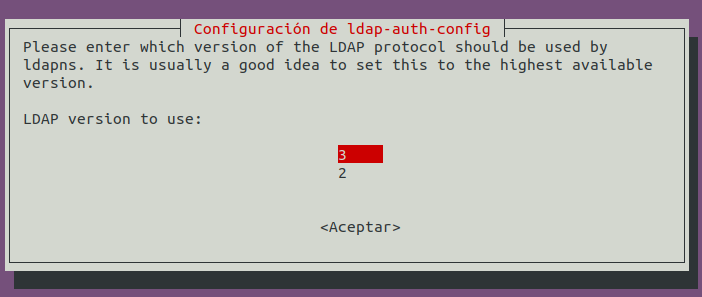 Configuración de ldap-auth-config
Please enter which version of the LDAP protocol should be used by
ldapns. It is usually a good idea to set this to the highest available
version.
LDAP version to use:
3
2
<Aceptar>